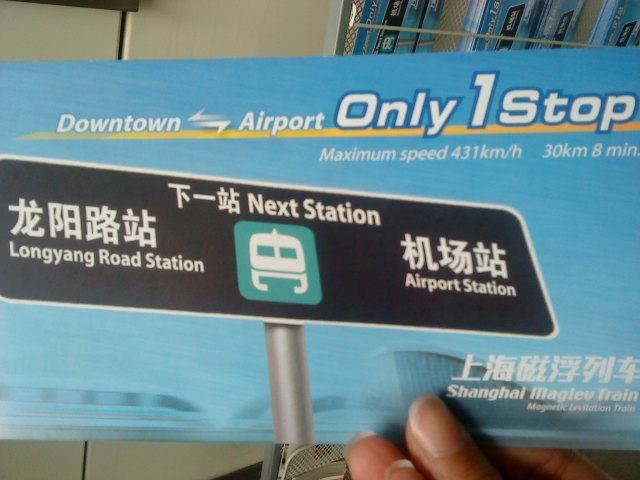 Downtown Airport Only 1 Stop
Maximum speed 431km/h 30km 8 min.
下一站 Next Station
龙阳路站
Longyang Road Station
机场站
Airport Station
上海磁浮列车
Shanghai Maglev Train
Magnetic Levitation Train